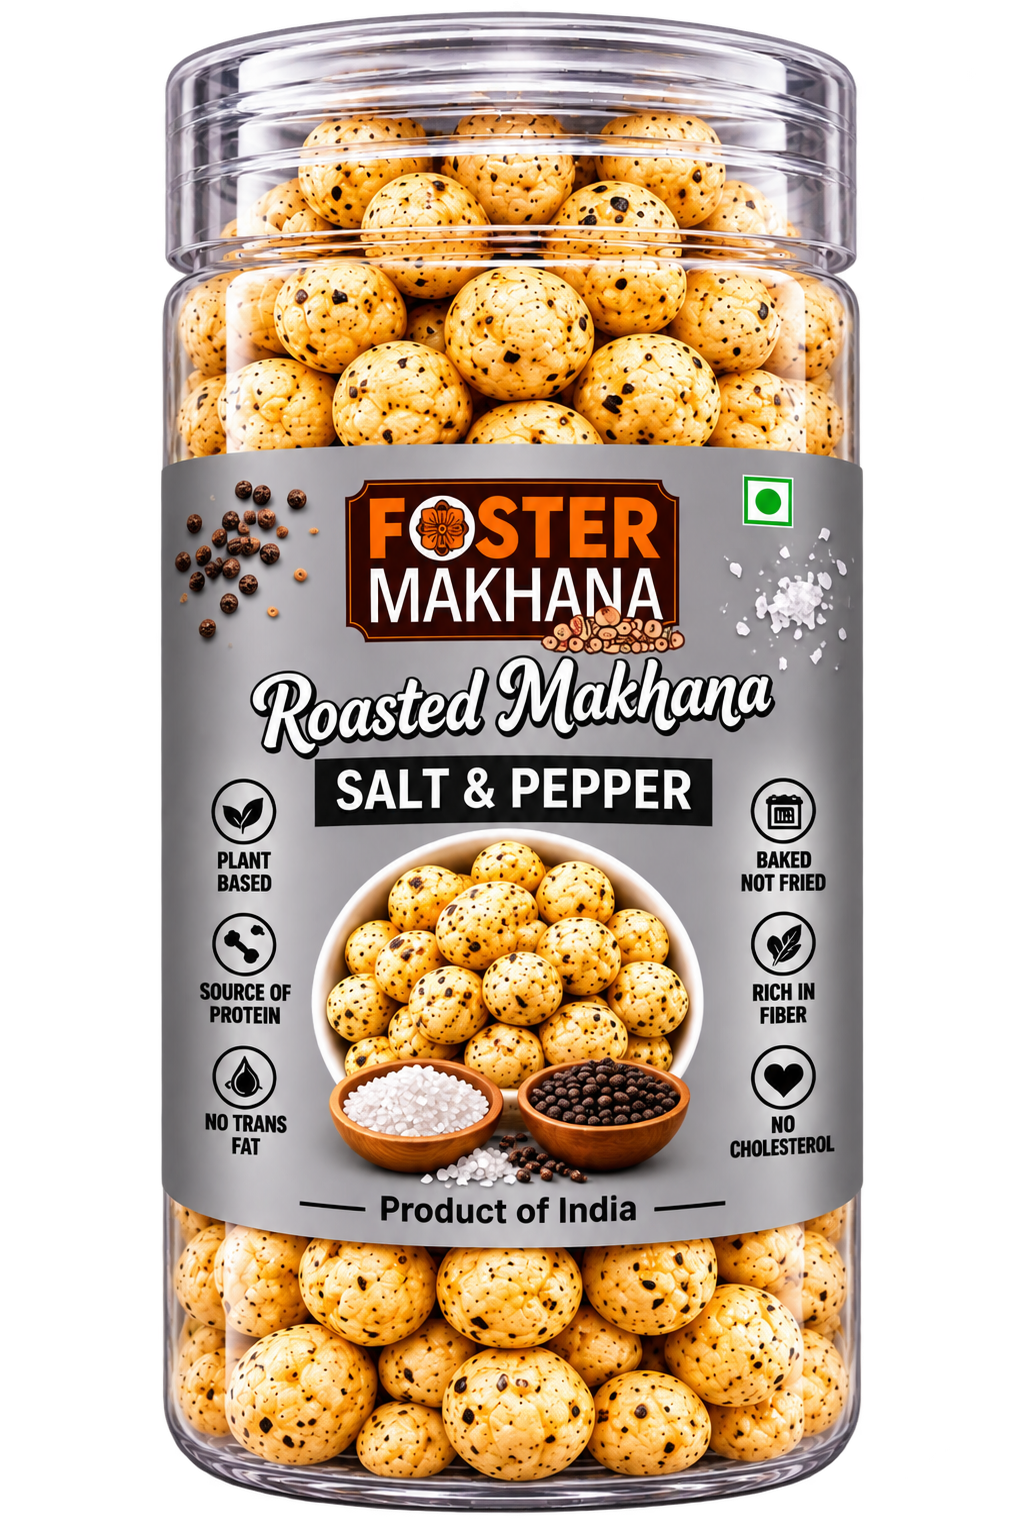 FOSTER
MAKHANA
Roasted Makhana
SALT & PEPPER
PLANT
BASED
BAKED
NOT FRIED
SOURCE OF
PROTEIN
RICH IN
FIBER
NO TRANS
FAT
NO
CHOLESTEROL
Product of India